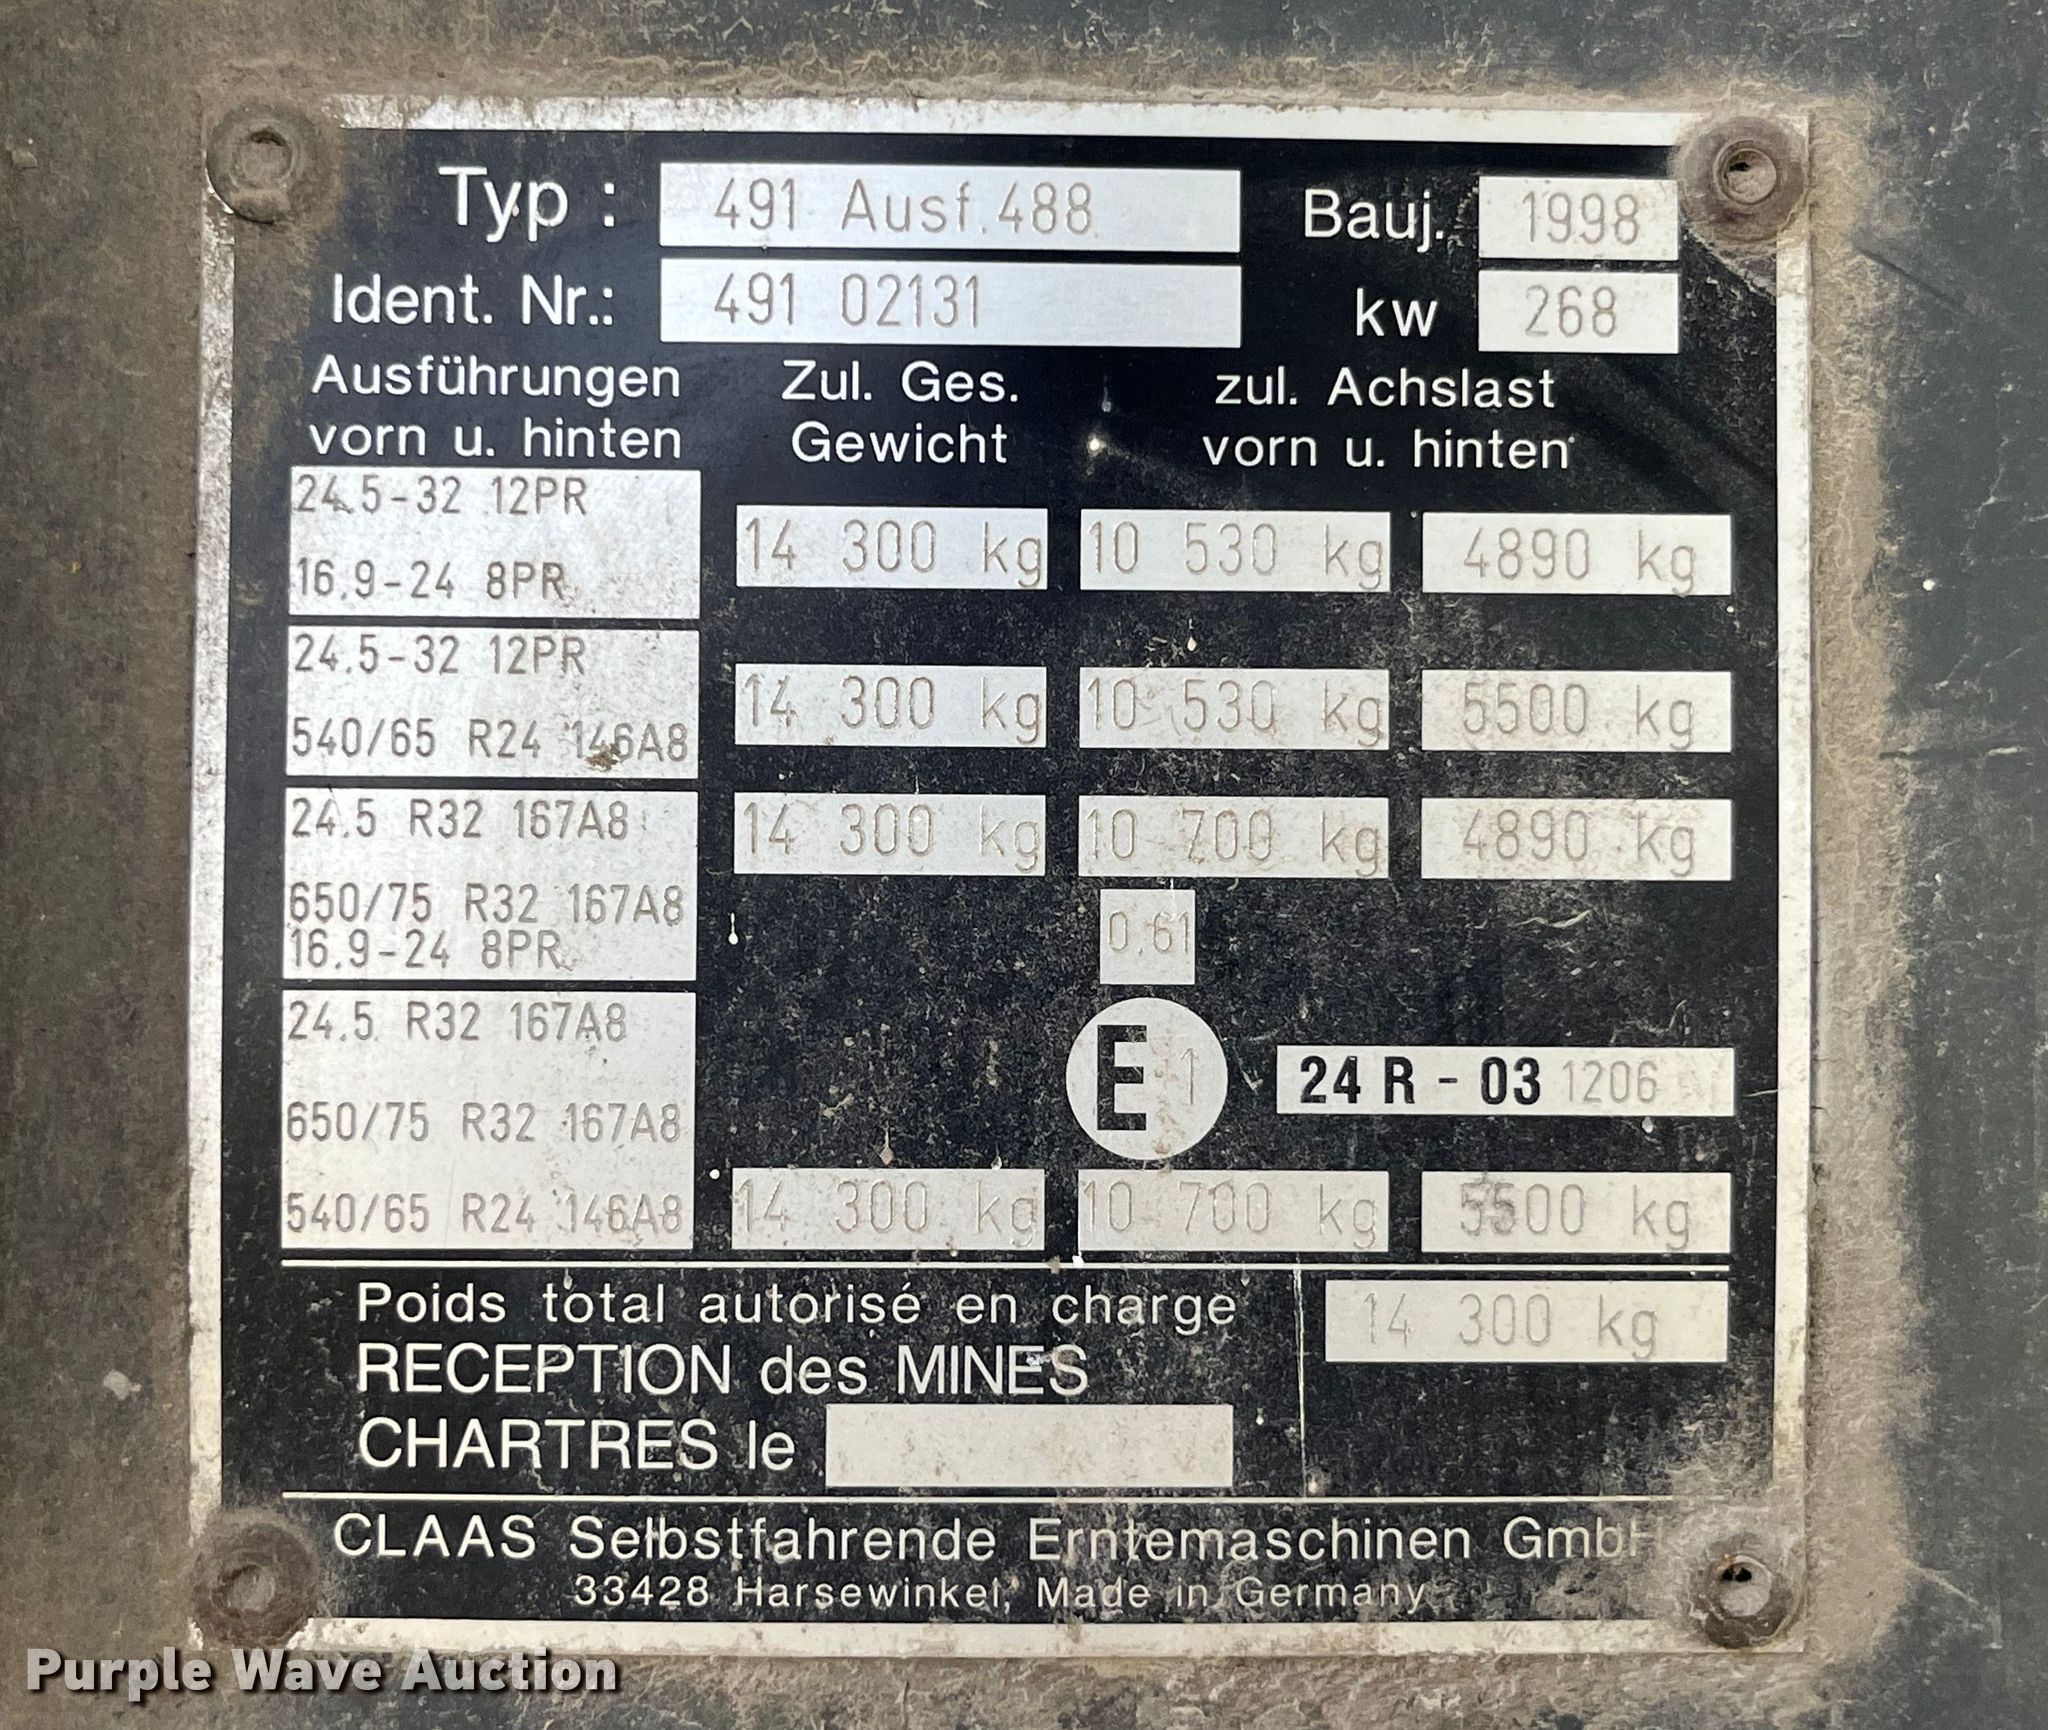 Typ : 491 Ausf.488 Bauj. 1998
Ident. Nr.: 491 02131 kw 268
Ausführungen Zul. Ges. zul. Achslast
vorn u. hinten Gewicht vorn u. hinten
24.5-32 12PR
14 300 kg 10 530 kg 4890 kg
16.9-24 8PR
24.5-32 12PR
14 300 kg 10 530 kg 5500 kg
540/65 R24 146A8
24.5 R32 167A8 14 300 kg 10 700 kg 4890 kg
650/75 R32 167A8
16.9-24 8PR
0,61
24.5 R32 167A8
E 1 24 R - 03 1206
650/75 R32 167A8
540/65 R24 146A8 14 300 kg 10 700 kg 5500 kg
Poids total autorisé en charge 14 300 kg
RECEPTION des MINES
CHARTRES le
CLAAS Selbstfahrende Erntemaschinen GmbH
33428 Harsewinkel, Made in Germany
Purple Wave Auction